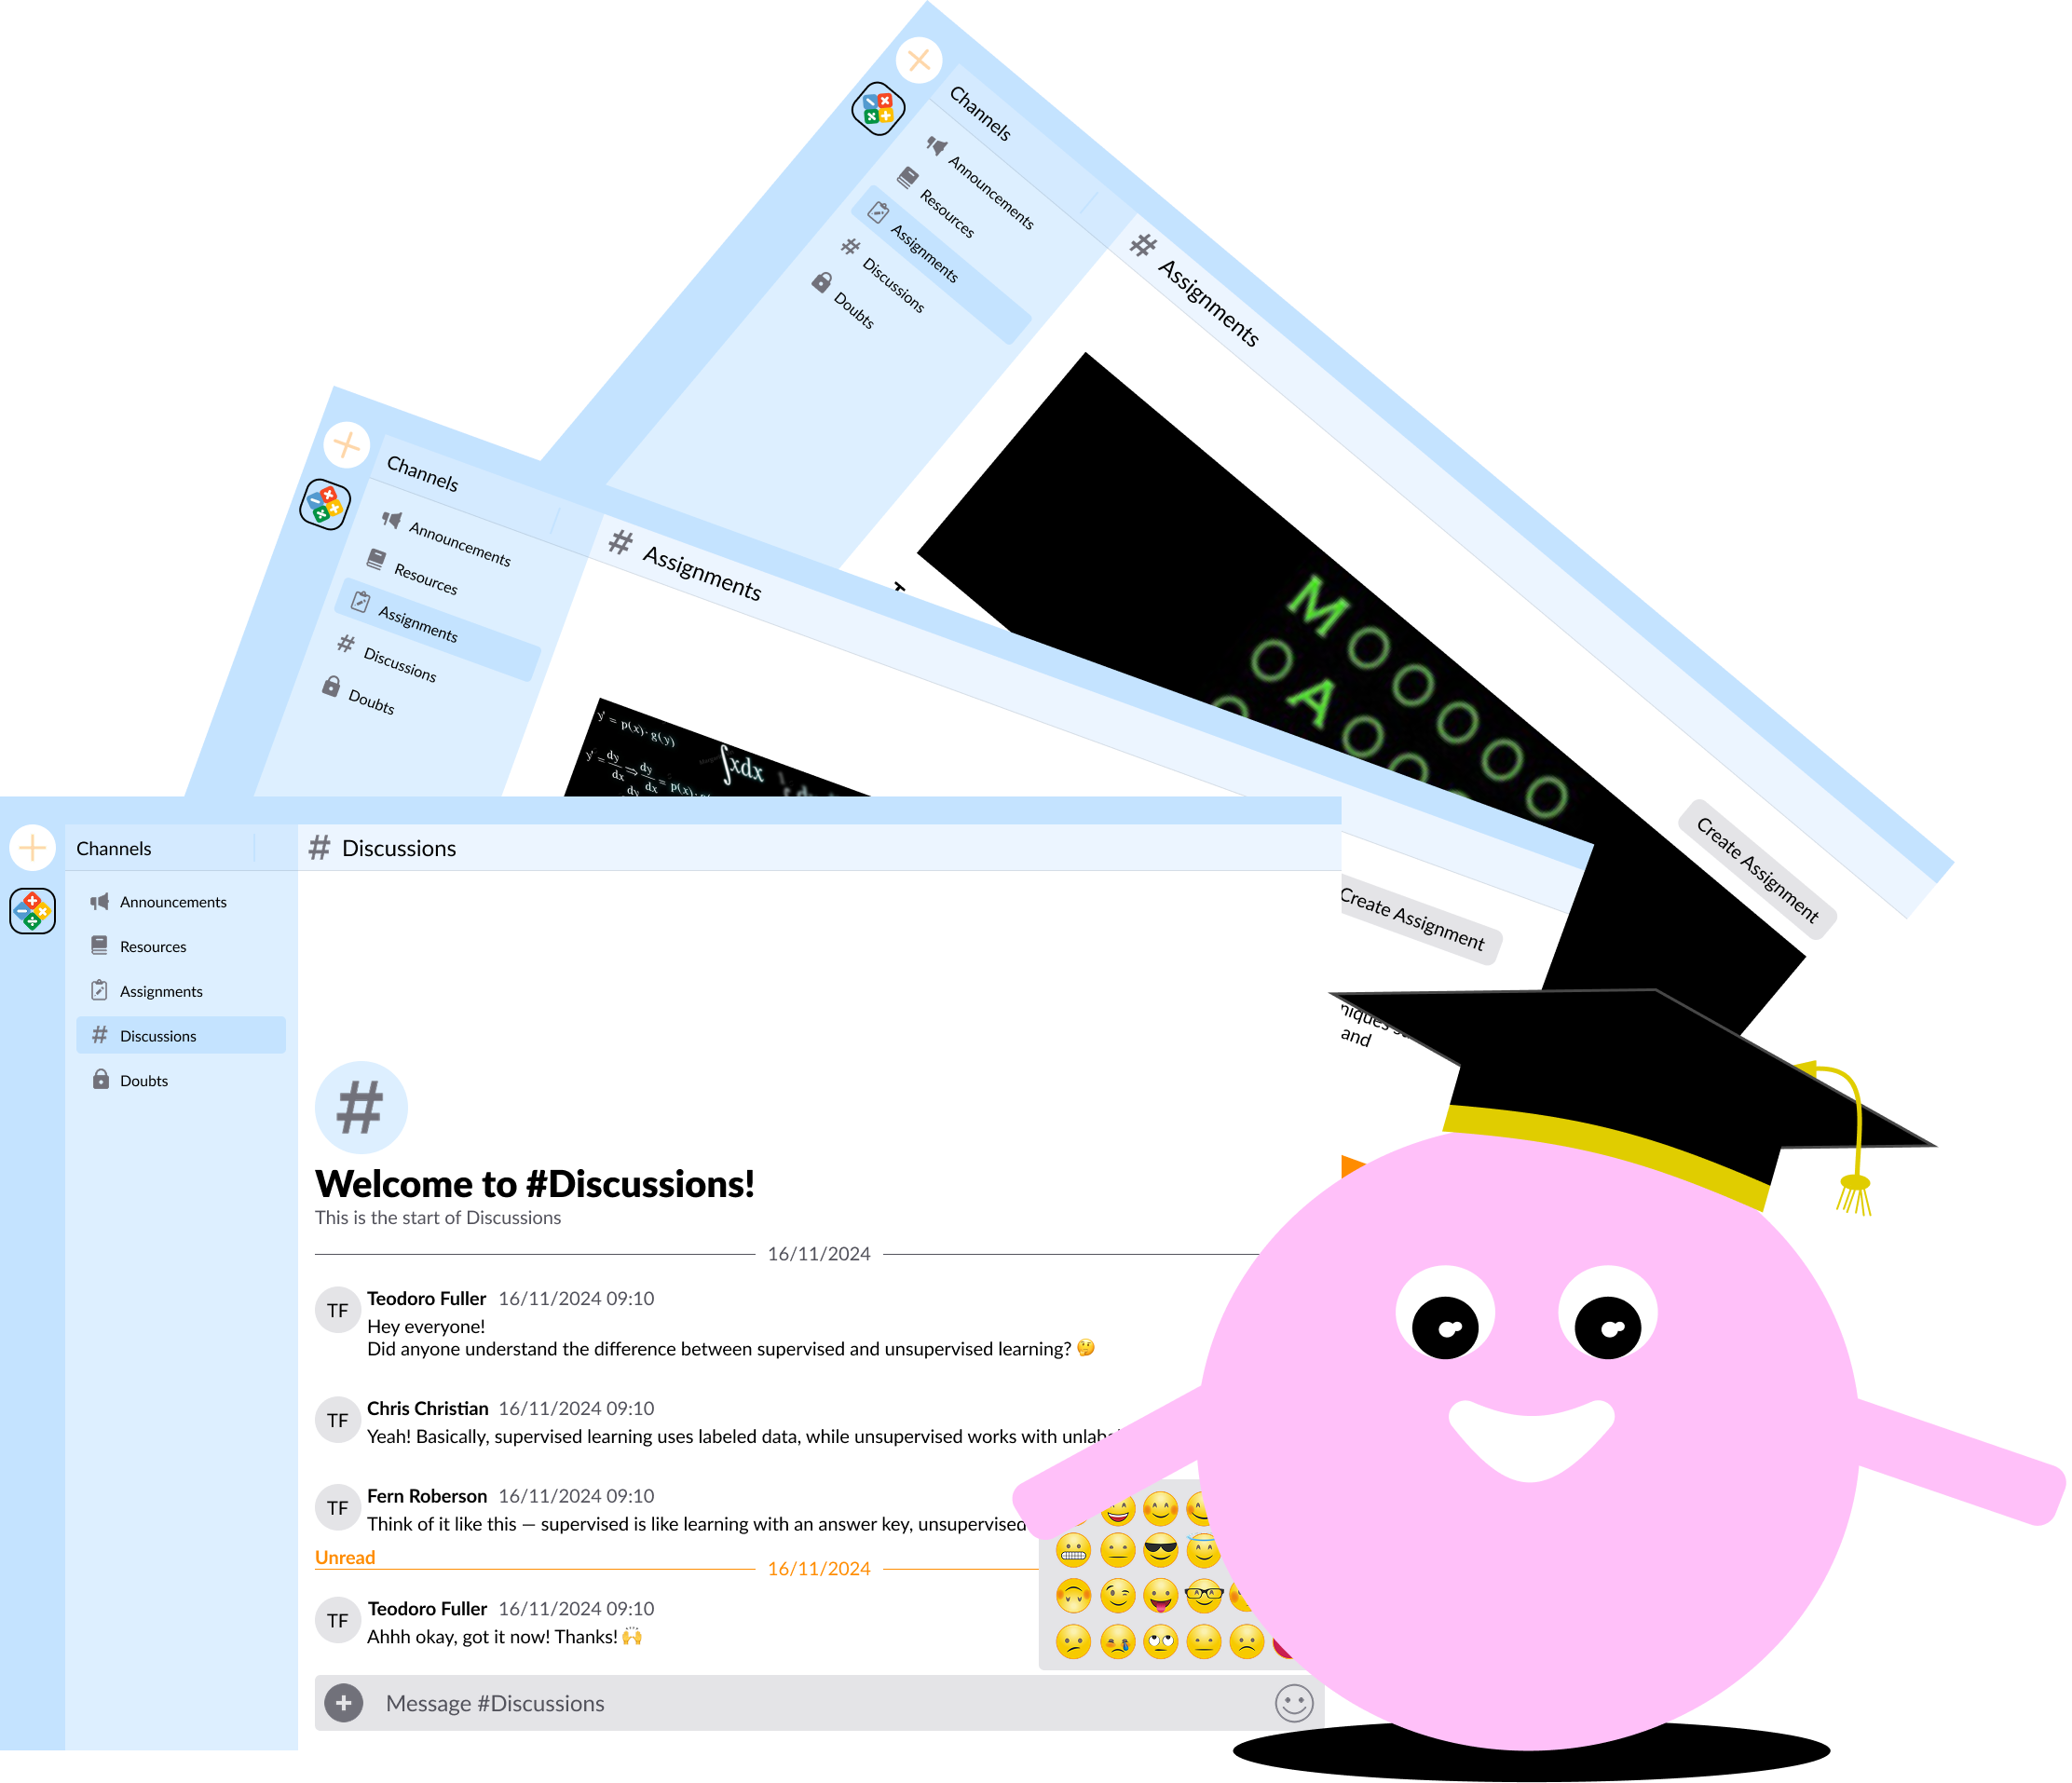 Channels
Announcements
Resources
Assignments
Discussions
Doubts
# Assignments
M O O O O O
O A O O
Create Assignment
Channels
Announcements
Resources
Assignments
Discussions
Doubts
# Assignments
y' = p(x)·g(y)
∫xdx
Create Assignment
and
Channels
Announcements
Resources
Assignments
# Discussions
Doubts
# Discussions
#
Welcome to #Discussions!
This is the start of Discussions
16/11/2024
TF
Teodoro Fuller 16/11/2024 09:10
Hey everyone!
Did anyone understand the difference between supervised and unsupervised learning? 🤔
TF
Chris Christian 16/11/2024 09:10
Yeah! Basically, supervised learning uses labeled data, while unsupervised works with
TF
Fern Roberson 16/11/2024 09:10
Think of it like this — supervised is like learning with an answer key, unsupervised
Unread
16/11/2024
TF
Teodoro Fuller 16/11/2024 09:10
Ahhh okay, got it now! Thanks! 🙌
Message #Discussions